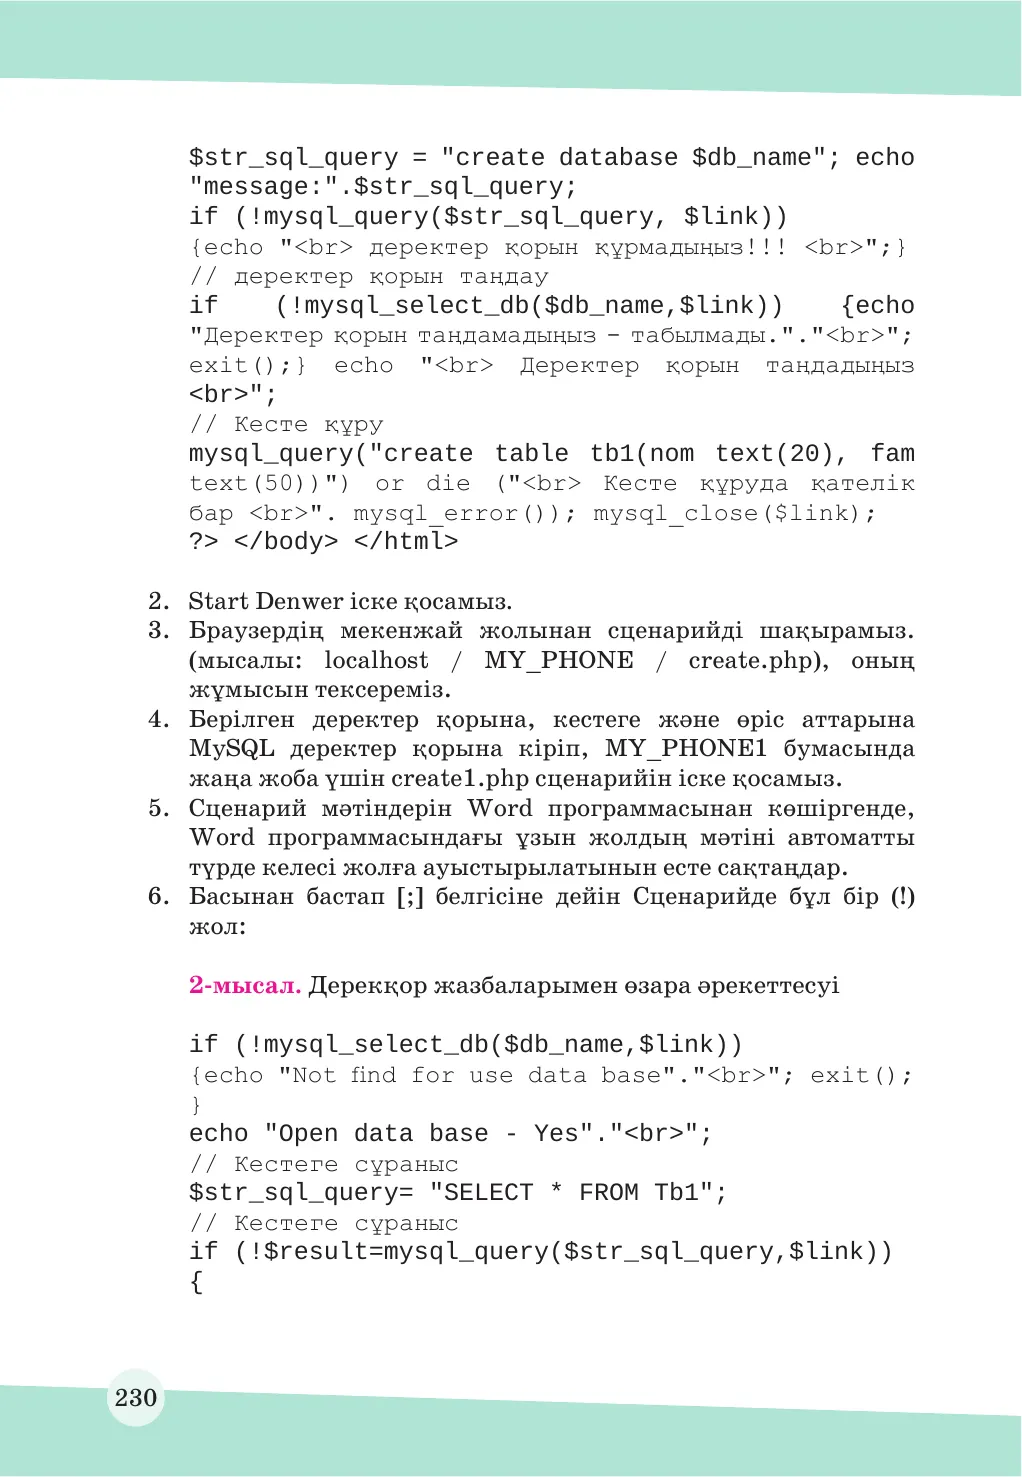 $str_sql_query = "create database $db_name"; echo
"message:".$str_sql_query;
if (!mysql_query($str_sql_query, $link))
{echo "<br> деректер қорын құрмадыңыз!!! <br>";}
// деректер қорын таңдау
if (!mysql_select_db($db_name,$link)) {echo
"Деректер қорын таңдамадыңыз – табылмады."."<br>";
exit();} echo "<br> Деректер қорын таңдадыңыз
<br>";
// Кесте құру
mysql_query("create table tb1(nom text(20), fam
text(50))") or die ("<br> Кесте құруда қателік
бар <br>". mysql_error()); mysql_close($link);
?> </body> </html>
2. Start Denwer іске қосамыз.
3. Браузердің мекенжай жолынан сценарийді шақырамыз.
(мысалы: localhost / MY_PHONE / create.php), оның
жұмысын тексереміз.
4. Берілген деректер қорына, кестеге және өріс аттарына
MySQL деректер қорына кіріп, MY_PHONE1 бумасында
жаңа жоба үшін create1.php сценарийін іске қосамыз.
5. Сценарий мәтіндерін Word программасынан көшіргенде,
Word программасындағы ұзын жолдың мәтіні автоматты
түрде келесі жолға ауыстырылатынын есте сақтаңдар.
6. Басынан бастап [;] белгісіне дейін Сценарийде бұл бір (!)
жол:
2-мысал. Дерекқор жазбаларымен өзара әрекеттесуі
if (!mysql_select_db($db_name,$link))
{echo "Not find for use data base"."<br>"; exit();
}
echo "Open data base - Yes"."<br>";
// Кестеге сұраныс
$str_sql_query= "SELECT * FROM Tb1";
// Кестеге сұраныс
if (!$result=mysql_query($str_sql_query,$link))
{
230